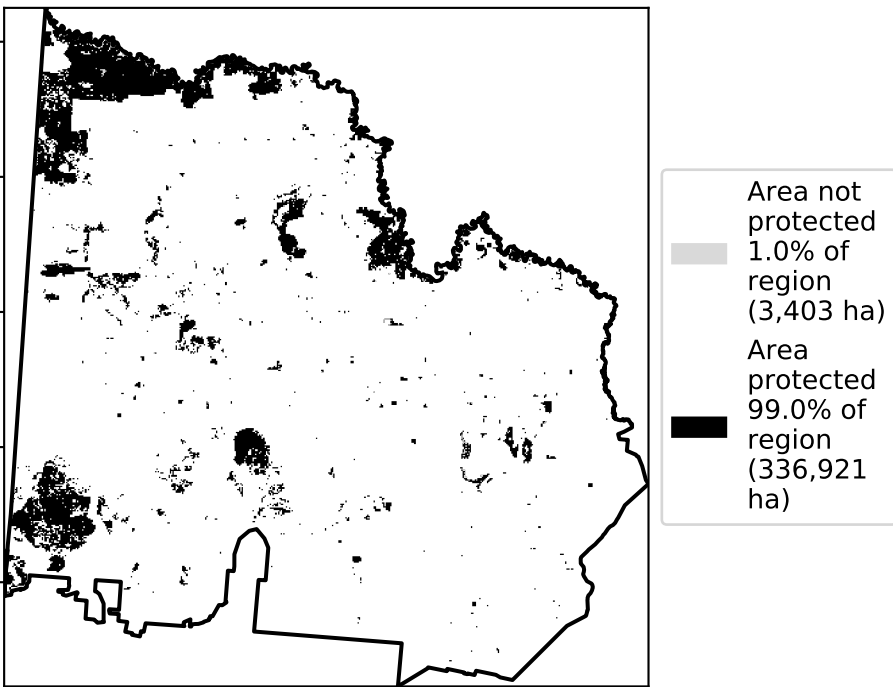 Area not
protected
1.0% of
region
(3,403 ha)
Area
protected
99.0% of
region
(336,921
ha)